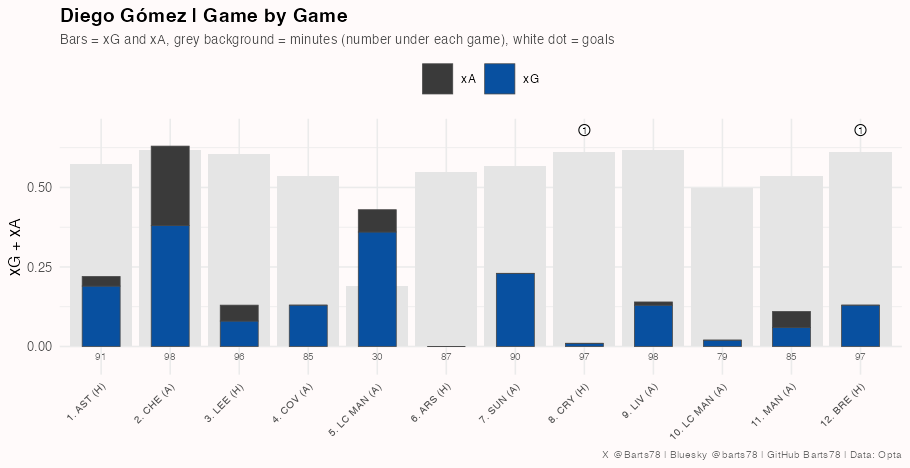 Diego Gómez | Game by Game
Bars = xG and xA, grey background = minutes (number under each game), white dot = goals
xA xG
1 1
xG + xA
0.50
0.25
0.00
91 98 96 85 30 87 90 97 98 79 85 97
1. AST (H) 2. CHE (A) 3. LEE (H) 4. COV (A) 5. LC MAN (A) 6. ARS (H) 7. SUN (A) 8. CRY (H) 9. LIV (A) 10. LC MAN (A) 11. MAN (A) 12. BRE (H)
X @Barts78 | Bluesky @barts78 | GitHub Barts78 | Data: Opta